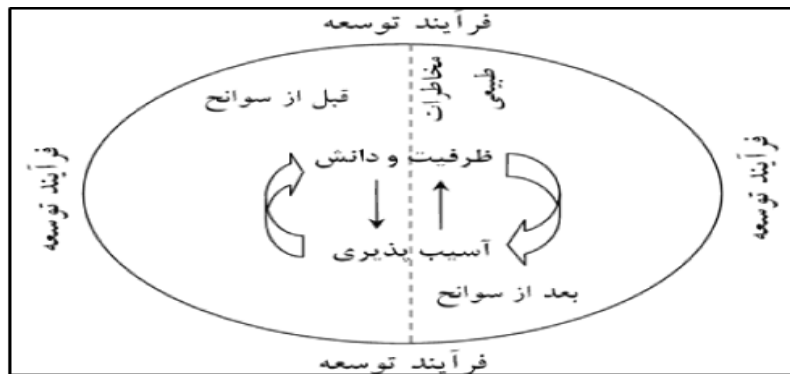 فرآیند توسعه
قبل از سوانح
مخاطرات
طبیعی
فرآیند توسعه
فرآیند توسعه
ظرفیت و دانش
آسیب پذیری
بعد از سوانح
فرآیند توسعه